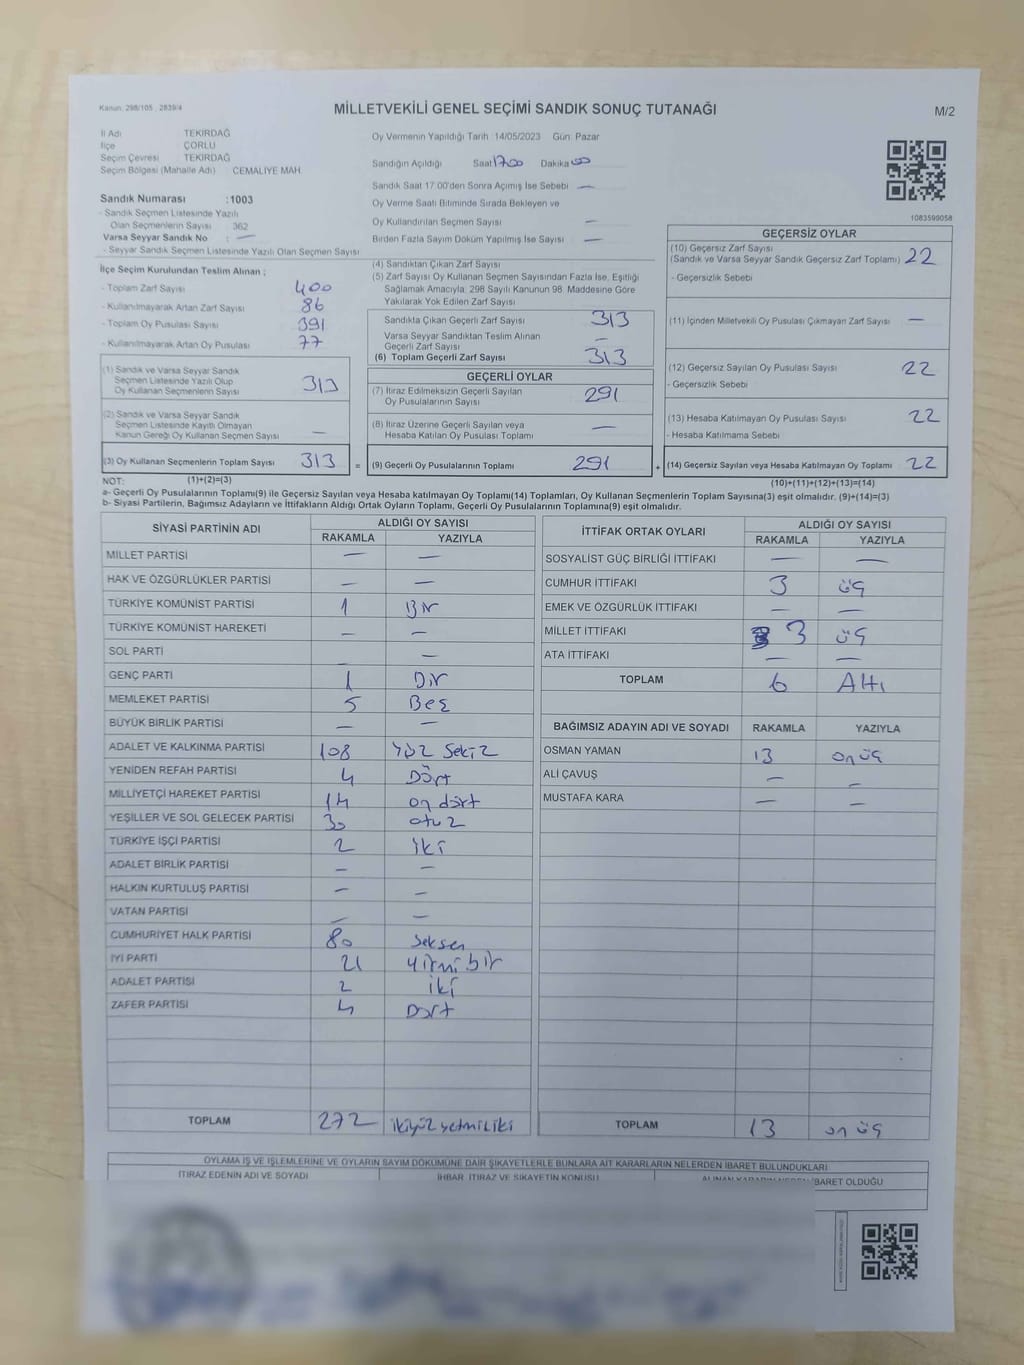 Kanun: 298/105 ; 2839/4
MİLLETVEKİLİ GENEL SEÇİMİ SANDIK SONUÇ TUTANAĞI
M/2
İl Adı TEKİRDAĞ
İlçe ÇORLU
Seçim Çevresi TEKİRDAĞ
Seçim Bölgesi (Mahalle Adı) CEMALİYE MAH
Sandık Numarası : 1003
- Sandık Seçmen Listesinde Yazılı
Olan Seçmenlerin Sayısı : 362
Varsa Seyyar Sandık No : —
- Seyyar Sandık Seçmen Listesinde Yazılı Olan Seçmen Sayısı
İlçe Seçim Kurulundan Teslim Alınan ;
- Toplam Zarf Sayısı 400
- Kullanılmayarak Artan Zarf Sayısı 86
- Toplam Oy Pusulası Sayısı 391
- Kullanılmayarak Artan Oy Pusulası 77
(1) Sandık ve Varsa Seyyar Sandık
Seçmen Listesinde Yazılı Olup
Oy Kullanan Seçmenlerin Sayısı 313
(2) Sandık ve Varsa Seyyar Sandık
Seçmen Listesinde Kayıtlı Olmayan
Kanun Gereği Oy Kullanan Seçmen Sayısı —
(3) Oy Kullanan Seçmenlerin Toplam Sayısı 313
Oy Vermenin Yapıldığı Tarih 14/05/2023 Gün: Pazar
Sandığın Açıldığı Saat 17.00 Dakika 00
Sandık Saat 17.00'den Sonra Açımış İse Sebebi —
Oy Verme Saati Bitiminde Sırada Bekleyen ve
Oy Kullandırılan Seçmen Sayısı —
Birden Fazla Sayım Döküm Yapılmış İse Sayısı —
(4) Sandıktan Çıkan Zarf Sayısı
(5) Zarf Sayısı Oy Kullanan Seçmen Sayısından Fazla İse, Eşitliği
Sağlamak Amacıyla; 298 Sayılı Kanunun 98. Maddesine Göre
Yakılarak Yok Edilen Zarf Sayısı
Sandıkta Çıkan Geçerli Zarf Sayısı 313
Varsa Seyyar Sandıktan Teslim Alınan
Geçerli Zarf Sayısı —
(6) Toplam Geçerli Zarf Sayısı 313
GEÇERLİ OYLAR
(7) İtiraz Edilmeksizin Geçerli Sayılan
Oy Pusulalarının Sayısı 291
(8) İtiraz Üzerine Geçerli Sayılan veya
Hesaba Katılan Oy Pusulası Toplamı —
= (9) Geçerli Oy Pusulalarının Toplamı 291
1083599058
GEÇERSİZ OYLAR
(10) Geçersiz Zarf Sayısı
(Sandık ve Varsa Seyyar Sandık Geçersiz Zarf Toplamı) 22
- Geçersizlik Sebebi
(11) İçinden Milletvekili Oy Pusulası Çıkmayan Zarf Sayısı —
(12) Geçersiz Sayılan Oy Pusulası Sayısı 22
- Geçersizlik Sebebi
(13) Hesaba Katılmayan Oy Pusulası Sayısı 22
- Hesaba Katılmama Sebebi
+ (14) Geçersiz Sayılan veya Hesaba Katılmayan Oy Toplamı 22
NOT: (1)+(2)=(3) (10)+(11)+(12)+(13)=(14)
a- Geçerli Oy Pusulalarının Toplamı(9) ile Geçersiz Sayılan veya Hesaba katılmayan Oy Toplamı(14) Toplamları, Oy Kullanan Seçmenlerin Toplam Sayısına(3) eşit olmalıdır. (9)+(14)=(3)
b- Siyasi Partilerin, Bağımsız Adayların ve İttifakların Aldığı Ortak Oyların Toplamı, Geçerli Oy Pusulalarının Toplamına(9) eşit olmalıdır.
SİYASİ PARTİNİN ADI ALDIĞI OY SAYISI
RAKAMLA YAZIYLA
MİLLET PARTİSİ — —
HAK VE ÖZGÜRLÜKLER PARTİSİ — —
TÜRKİYE KOMÜNİST PARTİSİ 1 Bir
TÜRKİYE KOMÜNİST HAREKETİ — —
SOL PARTİ — —
GENÇ PARTİ 1 Bir
MEMLEKET PARTİSİ 5 Beş
BÜYÜK BİRLİK PARTİSİ — —
ADALET VE KALKINMA PARTİSİ 108 Yüz Sekiz
YENİDEN REFAH PARTİSİ 4 Dört
MİLLİYETÇİ HAREKET PARTİSİ 14 on dört
YEŞİLLER VE SOL GELECEK PARTİSİ 30 otuz
TÜRKİYE İŞÇİ PARTİSİ 2 iki
ADALET BİRLİK PARTİSİ — —
HALKIN KURTULUŞ PARTİSİ — —
VATAN PARTİSİ — —
CUMHURİYET HALK PARTİSİ 80 seksen
İYİ PARTİ 21 yirmi bir
ADALET PARTİSİ 2 iki
ZAFER PARTİSİ 4 Dört
TOPLAM 272 ikiyüz yetmiş iki
İTTİFAK ORTAK OYLARI ALDIĞI OY SAYISI
RAKAMLA YAZIYLA
SOSYALİST GÜÇ BİRLİĞİ İTTİFAKI — —
CUMHUR İTTİFAKI 3 üç
EMEK VE ÖZGÜRLÜK İTTİFAKI — —
MİLLET İTTİFAKI 3 üç
ATA İTTİFAKI — —
TOPLAM 6 Altı
BAĞIMSIZ ADAYIN ADI VE SOYADI RAKAMLA YAZIYLA
OSMAN YAMAN 13 onüç
ALİ ÇAVUŞ — —
MUSTAFA KARA — —
TOPLAM 13 on üç
OYLAMA İŞ VE İŞLEMLERİNE VE OYLARIN SAYIM DÖKÜMÜNE DAİR ŞİKAYETLERLE BUNLARA AİT KARARLARIN NELERDEN İBARET BULUNDUKLARI
İTİRAZ EDENİN ADI VE SOYADI İHBAR, İTİRAZ VE ŞİKAYETİN KONUSU ALINAN KARARIN NEDEN İBARET OLDUĞU